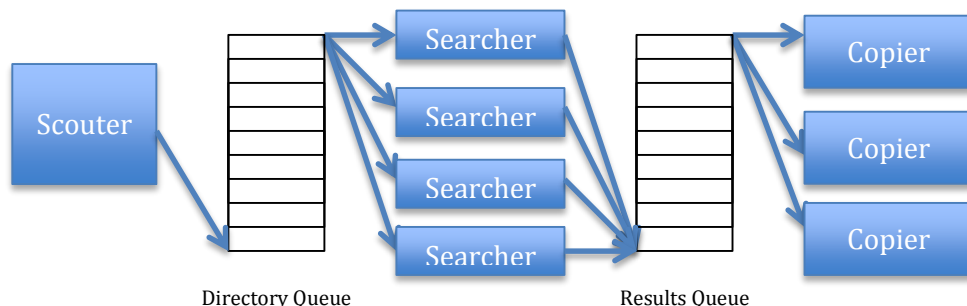 Scouter
Searcher
Searcher
Searcher
Searcher
Copier
Copier
Copier
Directory Queue
Results Queue